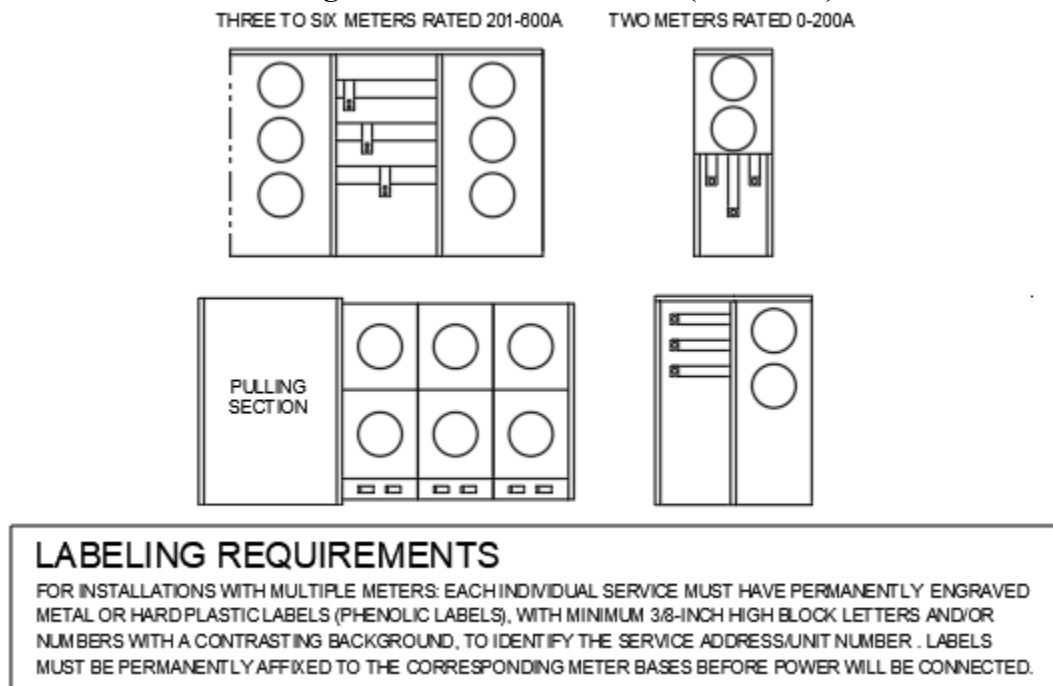 THREE TO SIX METERS RATED 201-600A
TWO METERS RATED 0-200A
PULLING
SECTION
LABELING REQUIREMENTS
FOR INSTALLATIONS WITH MULTIPLE METERS: EACH INDIVIDUAL SERVICE MUST HAVE PERMANENTLY ENGRAVED
METAL OR HARD PLASTIC LABELS (PHENOLIC LABELS), WITH MINIMUM 3/8-INCH HIGH BLOCK LETTERS AND/OR
NUMBERS WITH A CONTRASTING BACKGROUND, TO IDENTIFY THE SERVICE ADDRESS/UNIT NUMBER . LABELS
MUST BE PERMANENTLY AFFIXED TO THE CORRESPONDING METER BASES BEFORE POWER WILL BE CONNECTED.